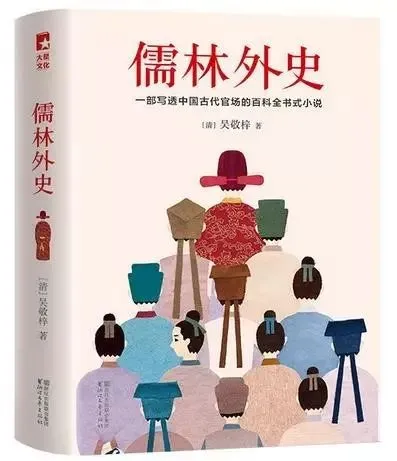 大星
文化
儒林外史
[清]吴敬梓 著
儒林外史
一部写透中国古代官场的百科全书式小说
[清]吴敬梓 著